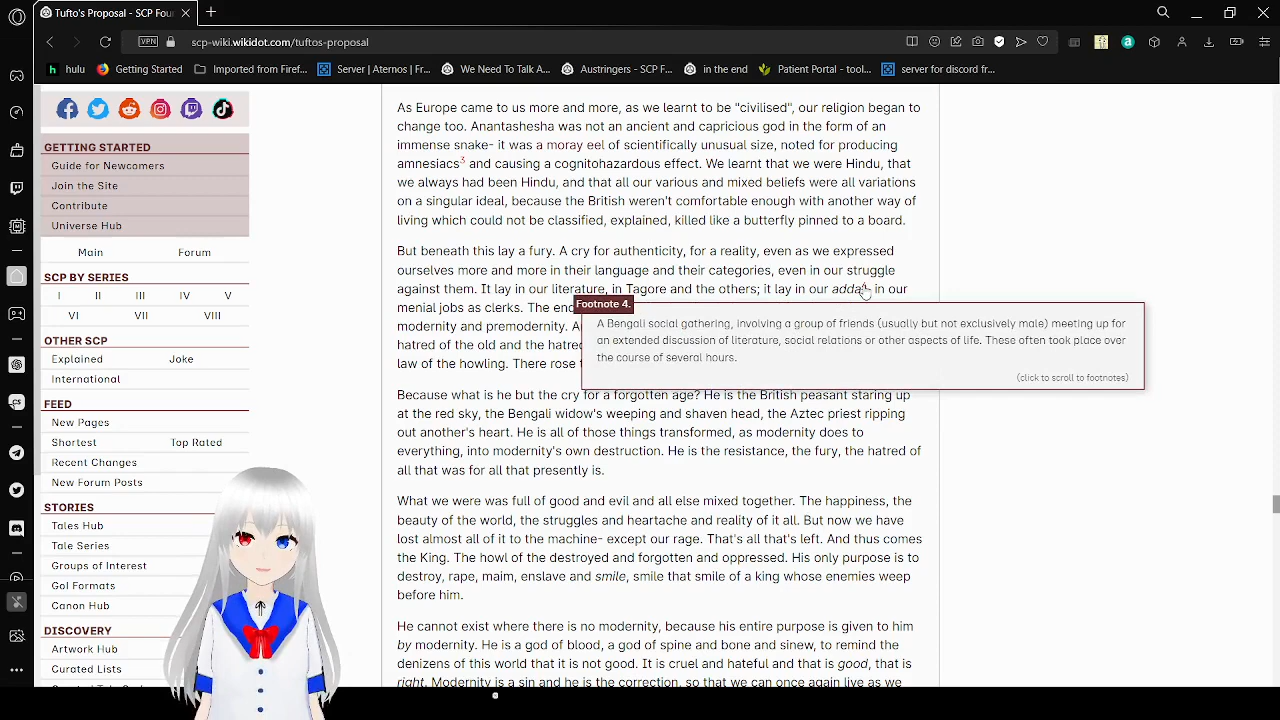 Tufto's Proposal - SCP Fou
VPN
scp-wiki.wikidot.com/tuftos-proposal
hulu
Getting Started
Imported from Firef...
Server | Aternos | Fr...
We Need To Talk A...
Austringers - SCP F...
in the end
Patient Portal - tool...
server for discord fr...
GETTING STARTED
Guide for Newcomers
Join the Site
Contribute
Universe Hub
Main
Forum
SCP BY SERIES
I II III IV V
VI VII VIII
OTHER SCP
Explained
Joke
International
FEED
New Pages
Shortest
Top Rated
Recent Changes
New Forum Posts
STORIES
Tales Hub
Tale Series
Groups of Interest
GoI Formats
Canon Hub
DISCOVERY
Artwork Hub
Curated Lists
As Europe came to us more and more, as we learnt to be "civilised", our religion began to
change too. Anantashesha was not an ancient and capricious god in the form of an
immense snake- it was a moray eel of scientifically unusual size, noted for producing
amnesiacs3 and causing a cognitohazardous effect. We learnt that we were Hindu, that
we always had been Hindu, and that all our various and mixed beliefs were all variations
on a singular ideal, because the British weren't comfortable enough with another way of
living which could not be classified, explained, killed like a butterfly pinned to a board.
But beneath this lay a fury. A cry for authenticity, for a reality, even as we expressed
ourselves more and more in their language and their categories, even in our struggle
against them. It lay in our literature, in Tagore and the others; it lay in our adda4 in our
menial jobs as clerks. The end
modernity and premodernity. A
hatred of the old and the hatred
law of the howling. There rose
Footnote 4.
A Bengali social gathering, involving a group of friends (usually but not exclusively male) meeting up for
an extended discussion of literature, social relations or other aspects of life. These often took place over
the course of several hours.
(click to scroll to footnotes)
Because what is he but the cry for a forgotten age? He is the British peasant staring up
at the red sky, the Bengali widow's weeping and shaven head, the Aztec priest ripping
out another's heart. He is all of those things transformed, as modernity does to
everything, into modernity's own destruction. He is the resistance, the fury, the hatred of
all that was for all that presently is.
What we were was full of good and evil and all else mixed together. The happiness, the
beauty of the world, the struggles and heartache and reality of it all. But now we have
lost almost all of it to the machine- except our rage. That's all that's left. And thus comes
the King. The howl of the destroyed and forgotten and oppressed. His only purpose is to
destroy, rape, maim, enslave and smile, smile that smile of a king whose enemies weep
before him.
He cannot exist where there is no modernity, because his entire purpose is given to him
by modernity. He is a god of blood, a god of spine and bone and sinew, to remind the
denizens of this world that it is not good. It is cruel and hateful and that is good, that is
right. Modernity is a sin and he is the correction, so that we can once again live as we